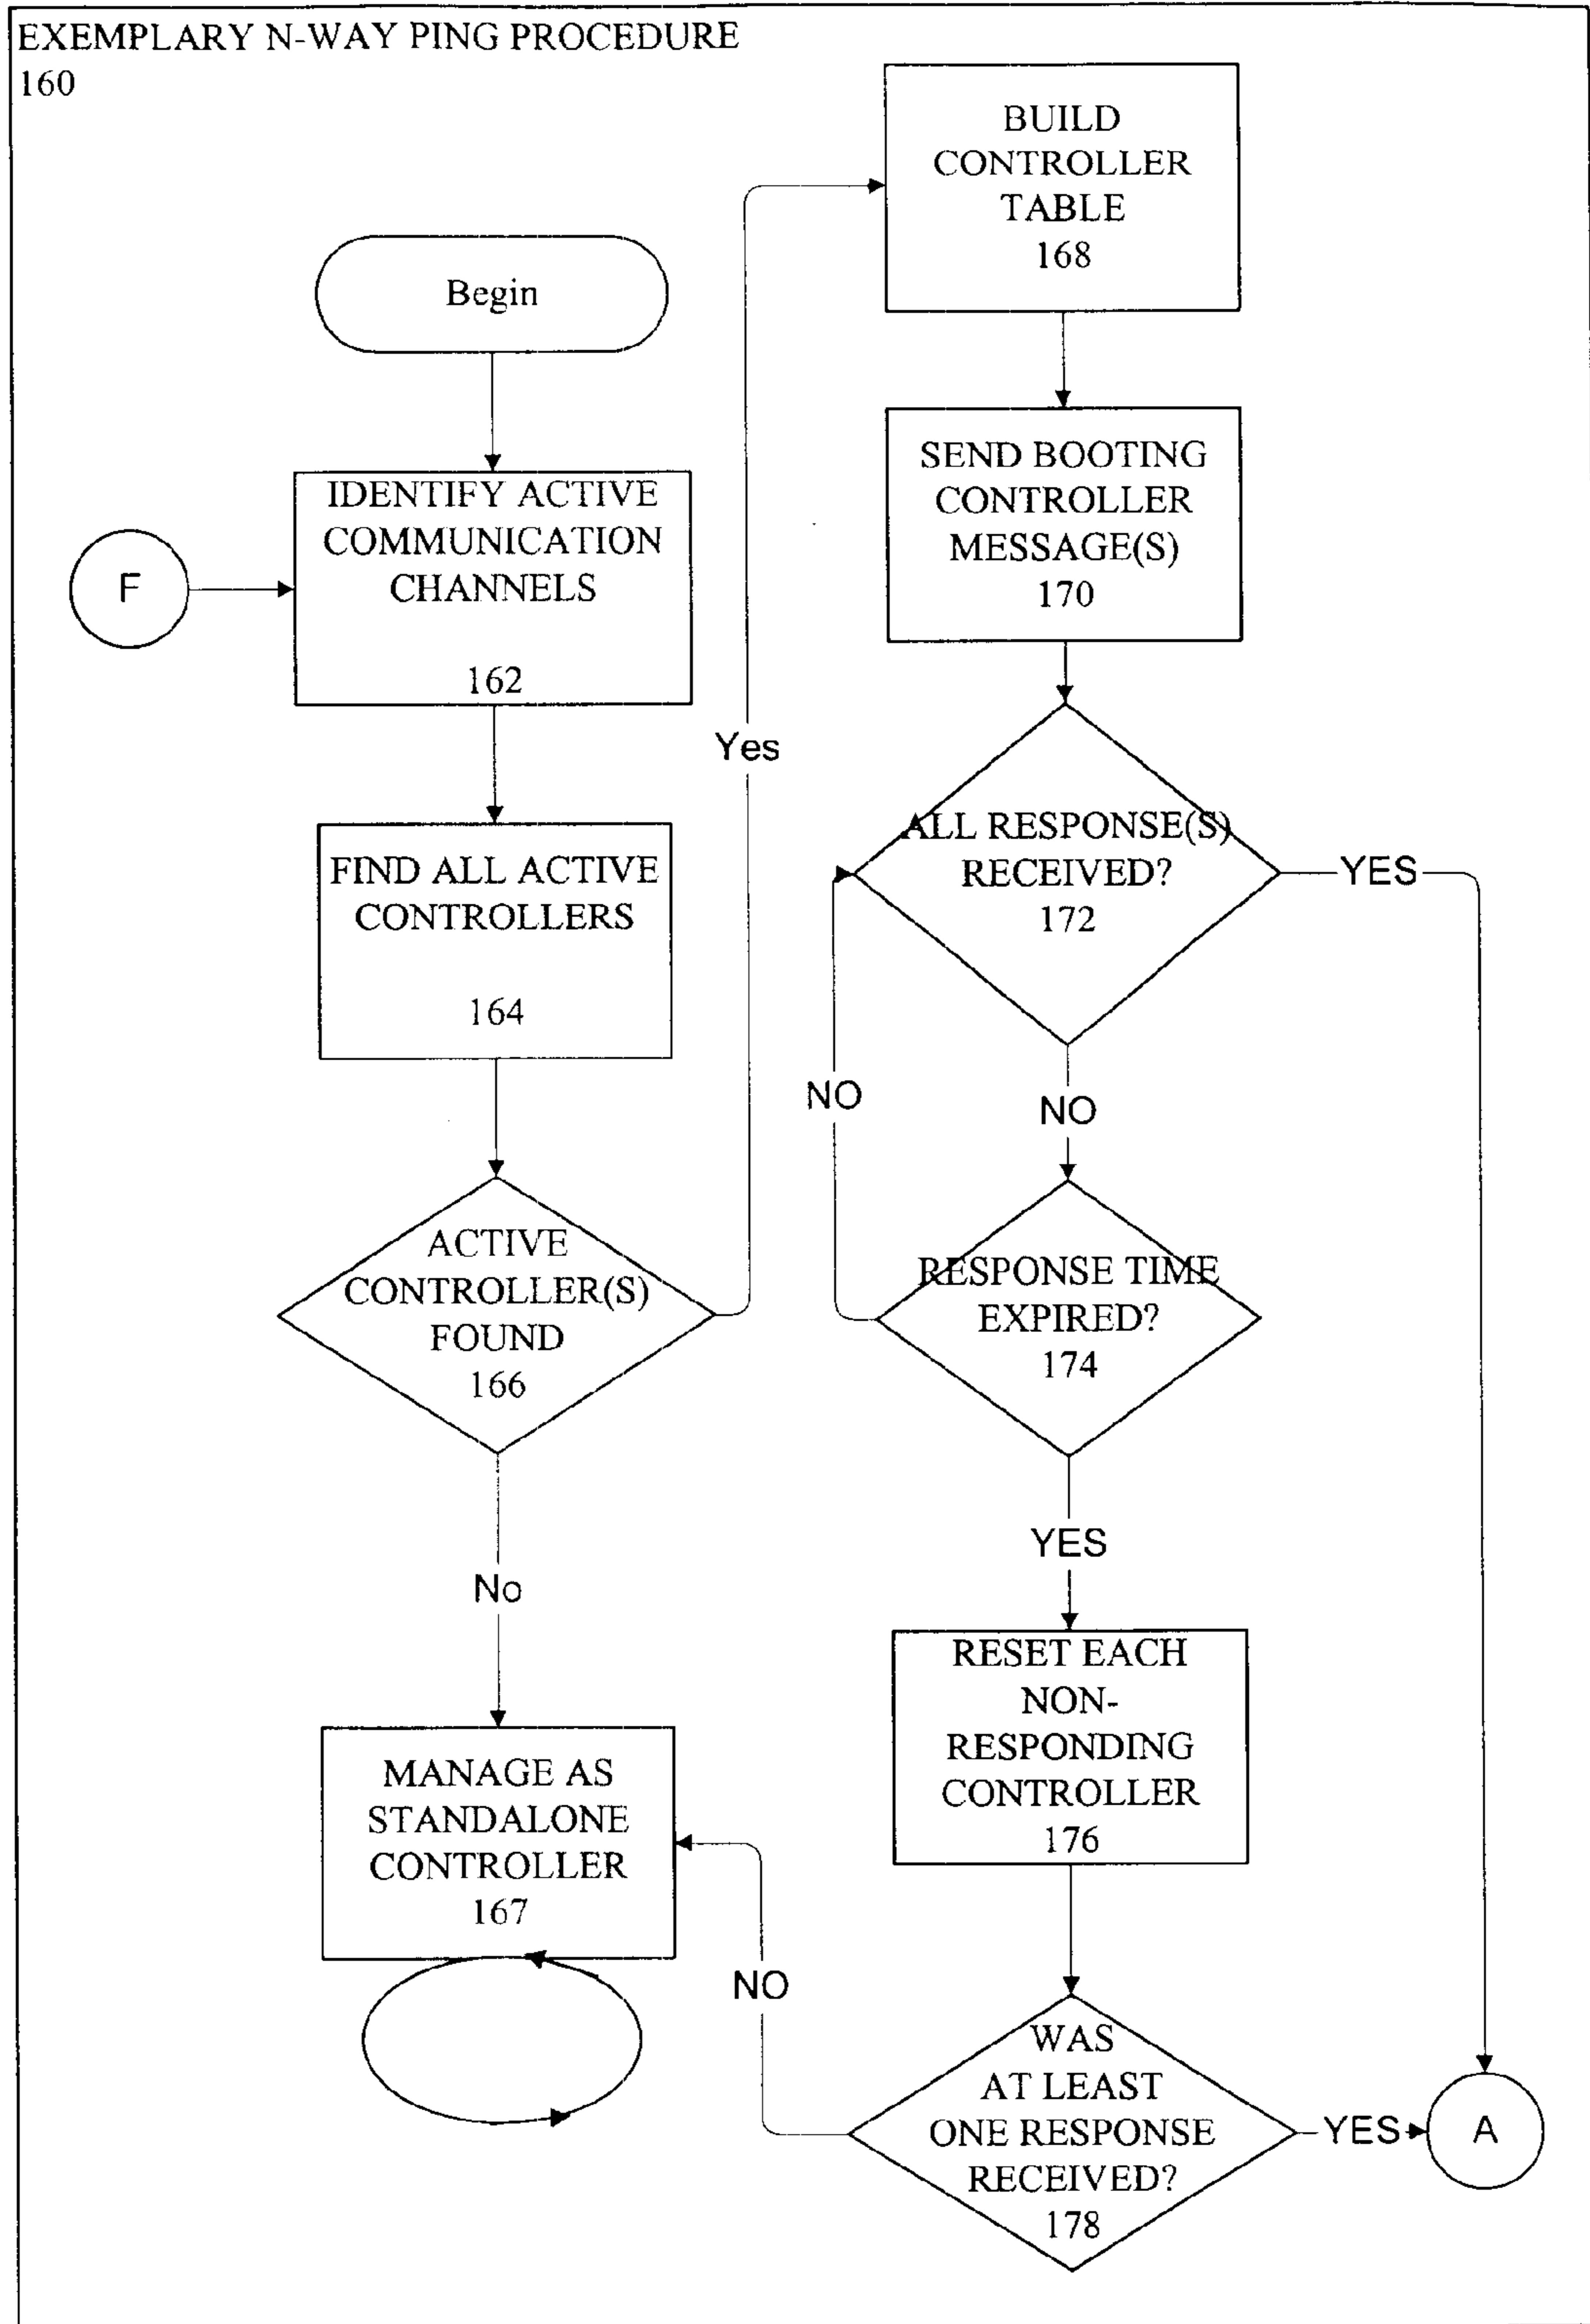 EXEMPLARY N-WAY PING PROCEDURE
160
Begin
F
IDENTIFY ACTIVE
COMMUNICATION
CHANNELS
162
FIND ALL ACTIVE
CONTROLLERS
164
ACTIVE
CONTROLLER(S)
FOUND
166
Yes
No
MANAGE AS
STANDALONE
CONTROLLER
167
BUILD
CONTROLLER
TABLE
168
SEND BOOTING
CONTROLLER
MESSAGE(S)
170
ALL RESPONSE(S)
RECEIVED?
172
YES
NO
NO
RESPONSE TIME
EXPIRED?
174
YES
RESET EACH
NON-
RESPONDING
CONTROLLER
176
NO
WAS
AT LEAST
ONE RESPONSE
RECEIVED?
178
YES
A